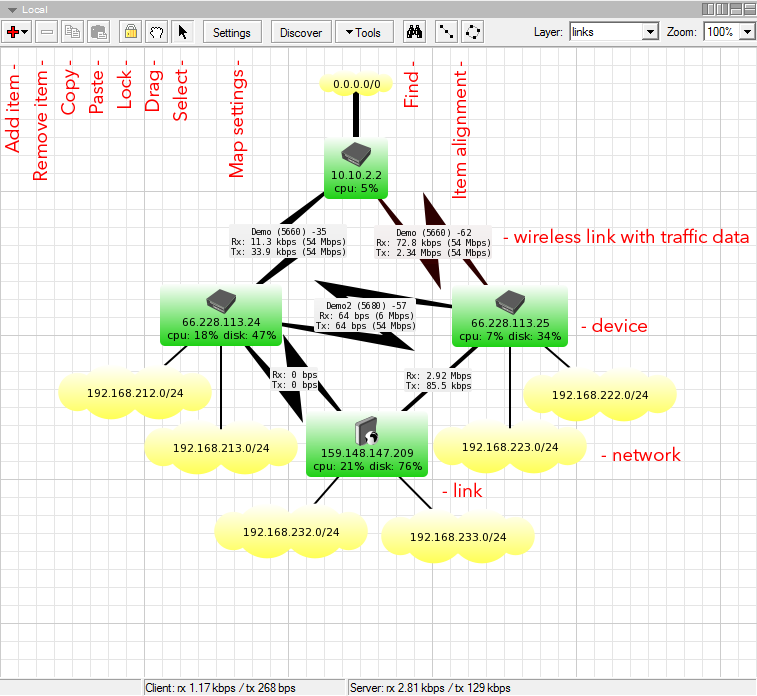 Local
Settings
Discover
Tools
Layer:
links
Zoom:
100%
Add item -
Remove item -
Copy -
Paste -
Lock -
Drag -
Select -
Map settings -
Find -
Item alignment -
0.0.0.0/0
10.10.2.2
cpu: 5%
Demo (5660) -35
Rx: 11.3 kbps (54 Mbps)
Tx: 33.9 kbps (54 Mbps)
Demo (5660) -62
Rx: 72.8 kbps (54 Mbps)
Tx: 2.34 Mbps (54 Mbps)
- wireless link with traffic data
66.228.113.24
cpu: 18% disk: 47%
Demo2 (5680) -57
Rx: 64 bps (6 Mbps)
Tx: 64 bps (54 Mbps)
66.228.113.25
cpu: 7% disk: 34%
- device
Rx: 0 bps
Tx: 0 bps
Rx: 2.92 Mbps
Tx: 85.5 kbps
192.168.212.0/24
192.168.222.0/24
192.168.213.0/24
159.148.147.209
cpu: 21% disk: 76%
192.168.223.0/24
- network
- link
192.168.232.0/24
192.168.233.0/24
Client: rx 1.17 kbps / tx 268 bps
Server: rx 2.81 kbps / tx 129 kbps